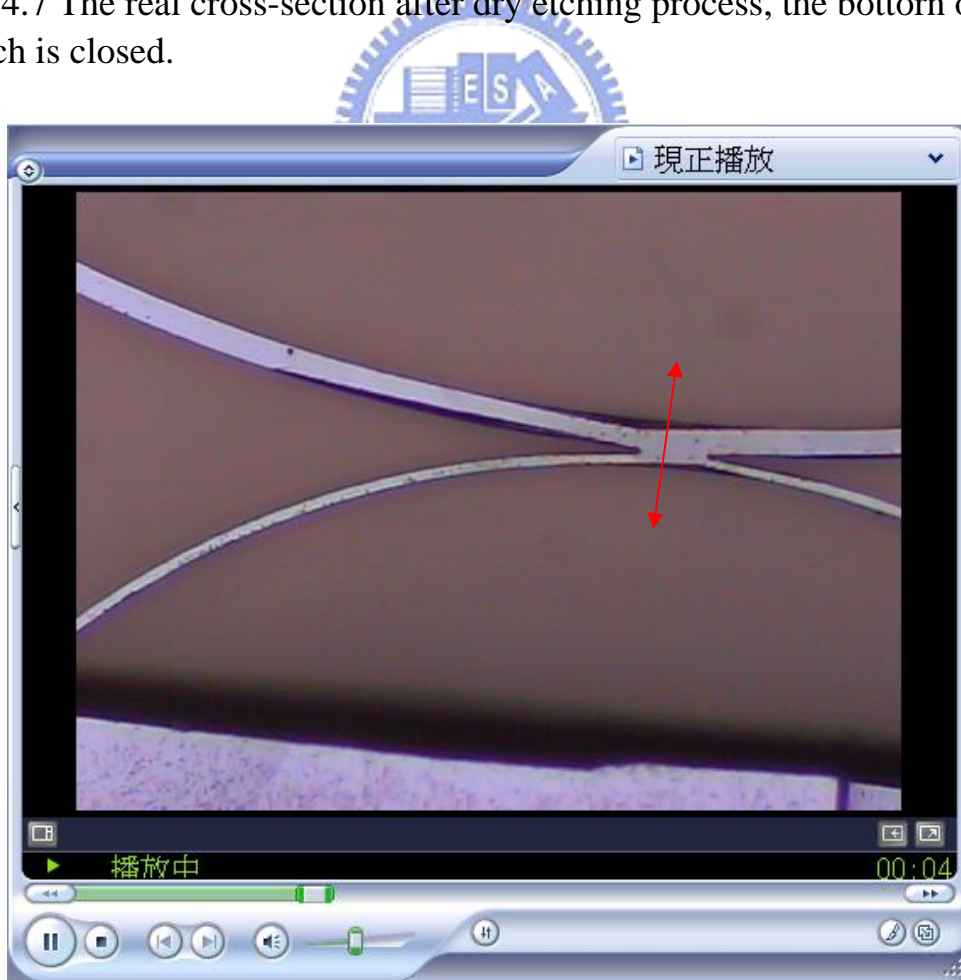 4.7 The real cross-section after dry etching process, the bottorn o
ch is closed.
E S A
現正播放
播放中
00:04